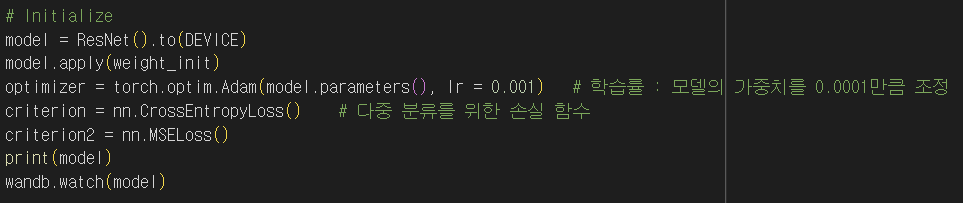 # Initialize
model = ResNet().to(DEVICE)
model.apply(weight_init)
optimizer = torch.optim.Adam(model.parameters(), lr = 0.001)   # 학습률 : 모델의 가중치를 0.0001만큼 조정
criterion = nn.CrossEntropyLoss()    # 다중 분류를 위한 손실 함수
criterion2 = nn.MSELoss()
print(model)
wandb.watch(model)